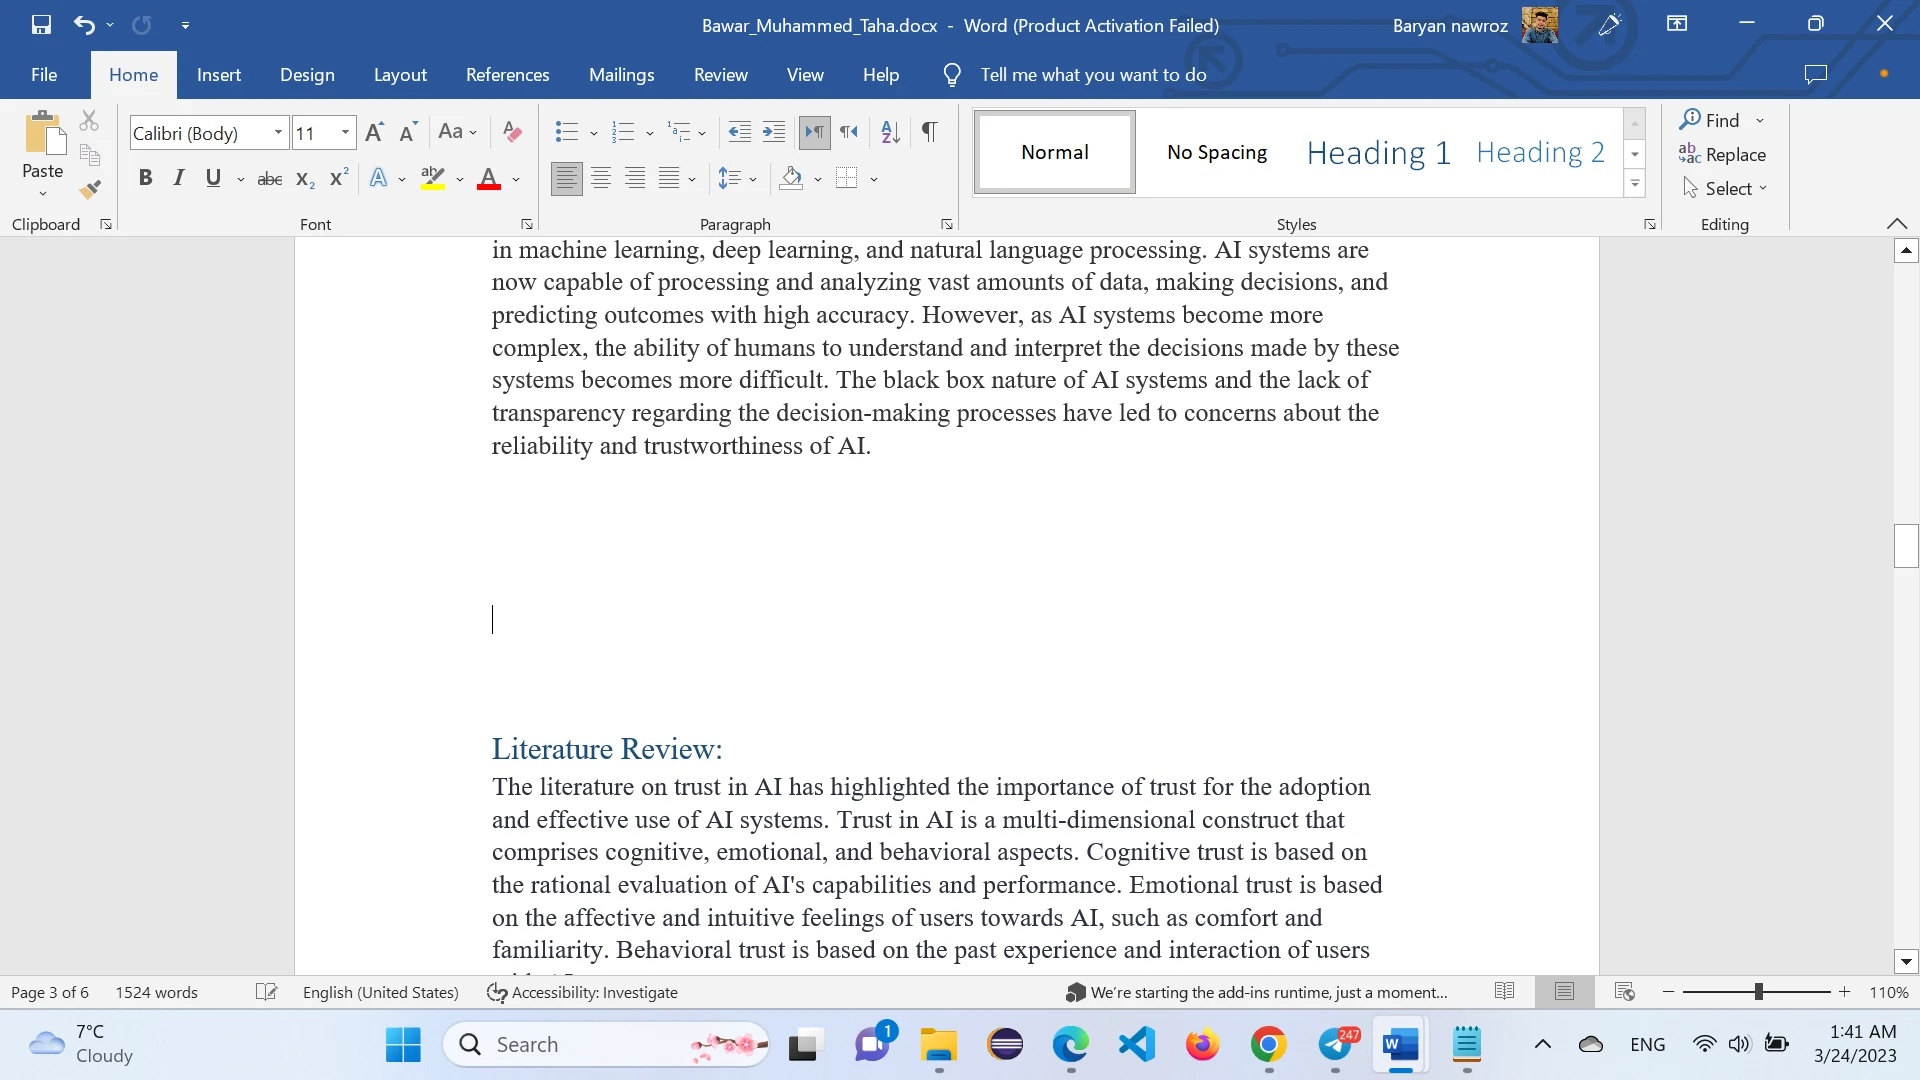 Bawar_Muhammed_Taha.docx - Word (Product Activation Failed)
Baryan nawroz
File Home Insert Design Layout References Mailings Review View Help Tell me what you want to do
Paste
Clipboard
Calibri (Body) 11
Aa
B I U abc x₂ x² A ab A
Font
Paragraph
Normal No Spacing Heading 1 Heading 2
Styles
Find
Replace
Select
Editing
in machine learning, deep learning, and natural language processing. AI systems are
now capable of processing and analyzing vast amounts of data, making decisions, and
predicting outcomes with high accuracy. However, as AI systems become more
complex, the ability of humans to understand and interpret the decisions made by these
systems becomes more difficult. The black box nature of AI systems and the lack of
transparency regarding the decision-making processes have led to concerns about the
reliability and trustworthiness of AI.
Literature Review:
The literature on trust in AI has highlighted the importance of trust for the adoption
and effective use of AI systems. Trust in AI is a multi-dimensional construct that
comprises cognitive, emotional, and behavioral aspects. Cognitive trust is based on
the rational evaluation of AI's capabilities and performance. Emotional trust is based
on the affective and intuitive feelings of users towards AI, such as comfort and
familiarity. Behavioral trust is based on the past experience and interaction of users
Page 3 of 6 1524 words English (United States) Accessibility: Investigate We're starting the add-ins runtime, just a moment... 110%
7°C
Cloudy
Search
1
247
ENG
1:41 AM
3/24/2023